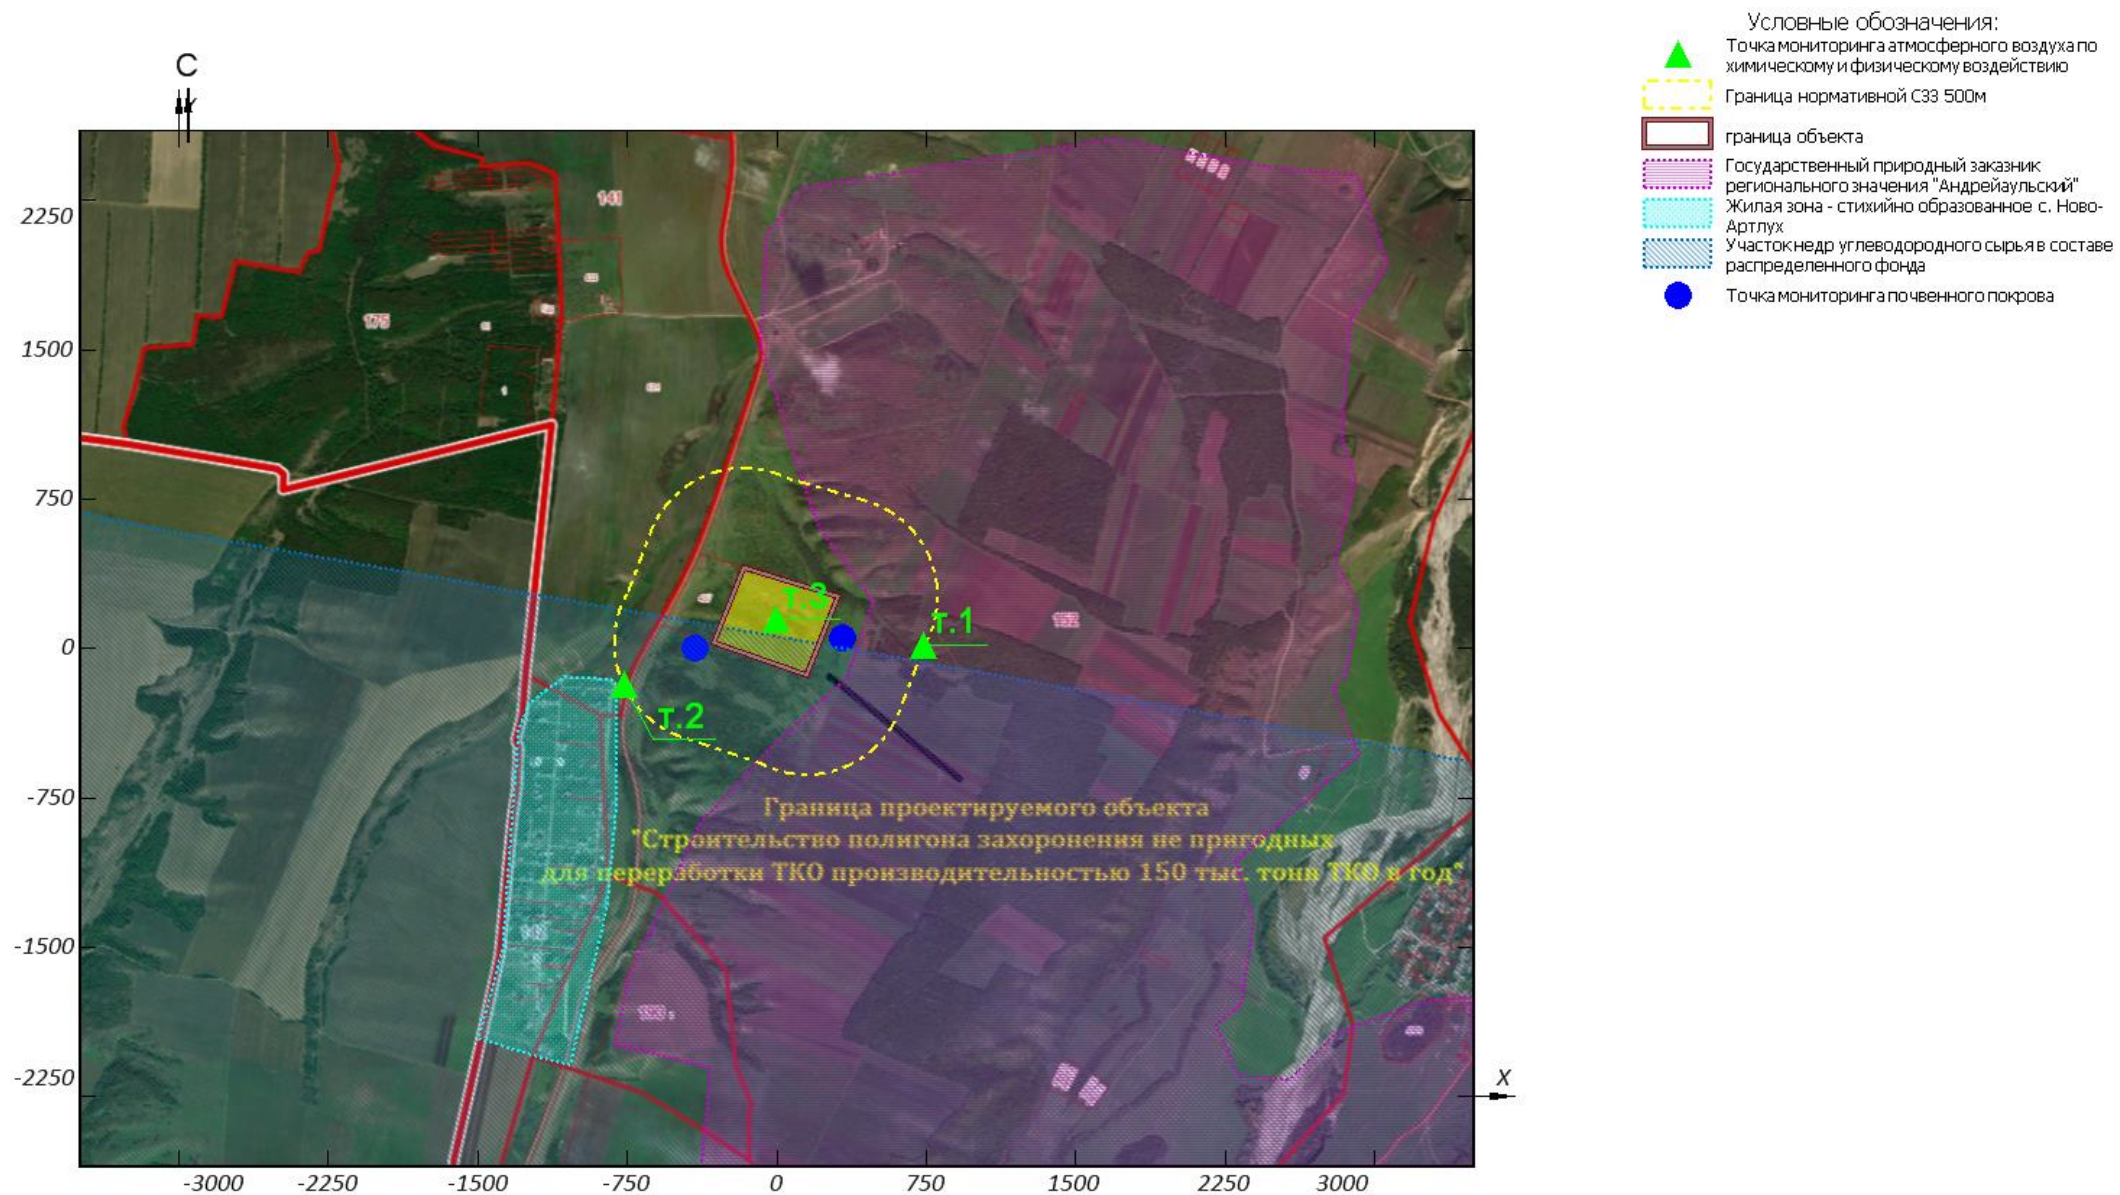 Условные обозначения:
Точка мониторинга атмосферного воздуха по
химическому и физическому воздействию
Граница нормативной СЗЗ 500м
граница объекта
Государственный природный заказник
регионального значения "Андрейаульский"
Жилая зона - стихийно образованное с. Ново-
Артлух
Участок недр углеводородного сырья в составе
распределенного фонда
Точка мониторинга почвенного покрова
С
Y
2250
1500
750
0
-750
-1500
-2250
141
175
152
т.3
т.1
т.2
Граница проектируемого объекта
"Строительство полигона захоронения не пригодных
для переработки ТКО производительностью 150 тыс. тонн ТКО в год"
X
-3000
-2250
-1500
-750
0
750
1500
2250
3000